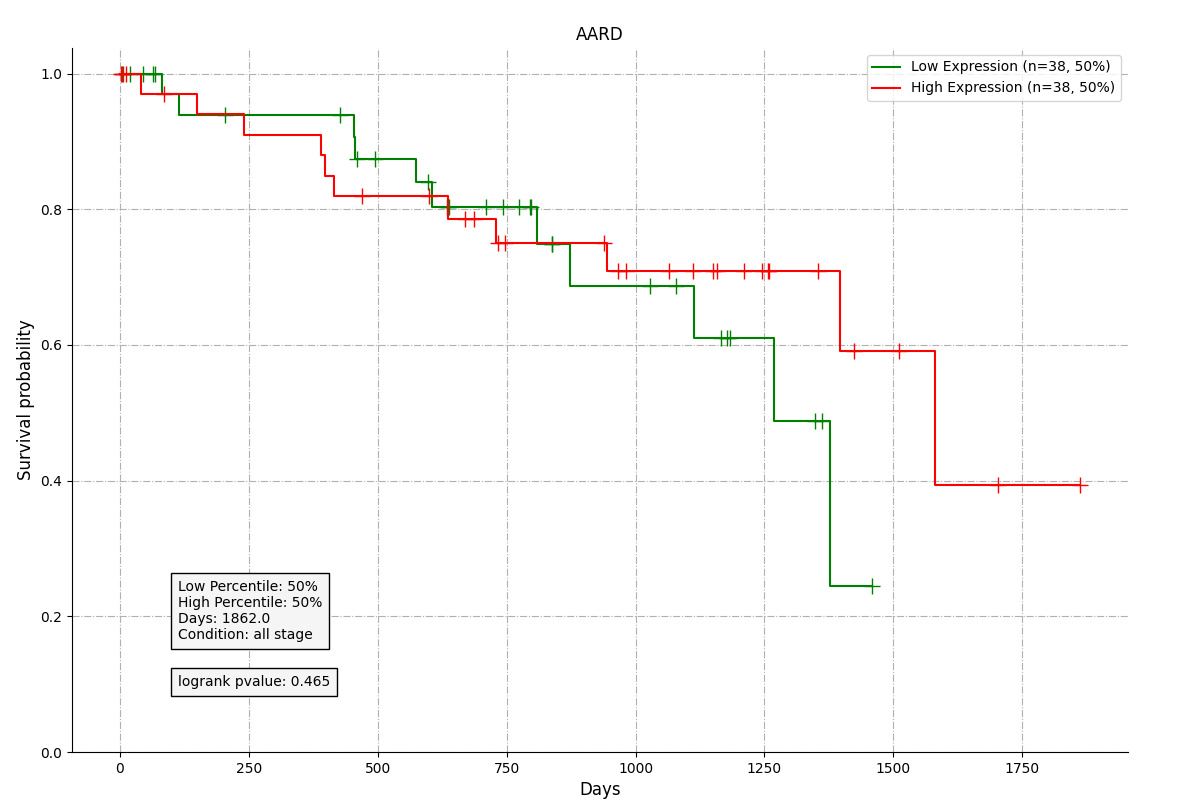 AARD
Low Expression (n=38, 50%)
High Expression (n=38, 50%)
Survival probability
1.0
0.8
0.6
0.4
0.2
0.0
Low Percentile: 50%
High Percentile: 50%
Days: 1862.0
Condition: all stage
logrank pvalue: 0.465
0 250 500 750 1000 1250 1500 1750
Days